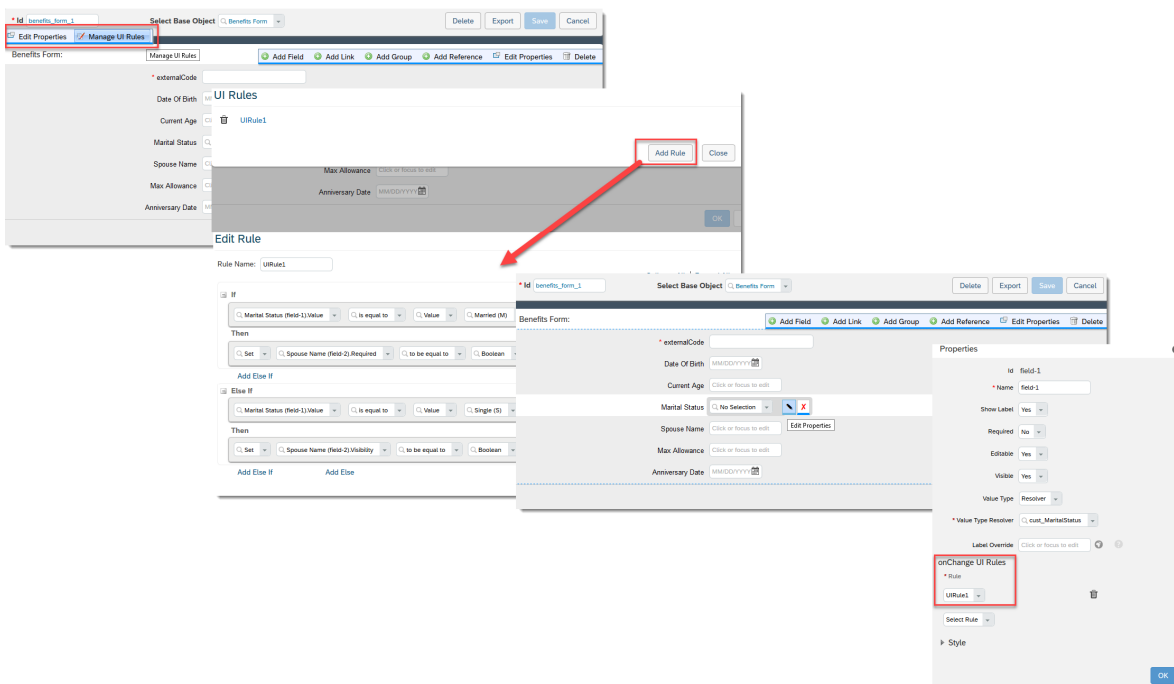 * Id benefits_form_1 Select Base Object Benefits Form Delete Export Save Cancel
Edit Properties Manage UI Rules
Benefits Form: Manage UI Rules Add Field Add Link Add Group Add Reference Edit Properties Delete
* externalCode
Date Of Birth
Current Age
Marital Status
Spouse Name
Max Allowance
Anniversary Date
UI Rules
UIRule1
Add Rule Close
Max Allowance Click or focus to edit
Anniversary Date MM/DD/YYYY
OK
Edit Rule
Rule Name: UIRule1
If
Marital Status (field-1).Value is equal to Value Married (M)
Then
Set Spouse Name (field-2).Required to be equal to Boolean
Add Else If
Else If
Marital Status (field-1).Value is equal to Value Single (S)
Then
Set Spouse Name (field-2).Visibility to be equal to Boolean
Add Else If Add Else
* Id benefits_form_1 Select Base Object Benefits Form Delete Export Save Cancel
Benefits Form: Add Field Add Link Add Group Add Reference Edit Properties Delete
* externalCode
Date Of Birth MM/DD/YYYY
Current Age Click or focus to edit
Marital Status No Selection X
Spouse Name Click or focus to edit Edit Properties
Max Allowance Click or focus to edit
Anniversary Date MM/DD/YYYY
Properties
Id field-1
* Name field-1
Show Label Yes
Required No
Editable Yes
Visible Yes
Value Type Resolver
* Value Type Resolver cust_MaritalStatus
Label Override Click or focus to edit
onChange UI Rules
* Rule
UIRule1
Select Rule
Style
OK